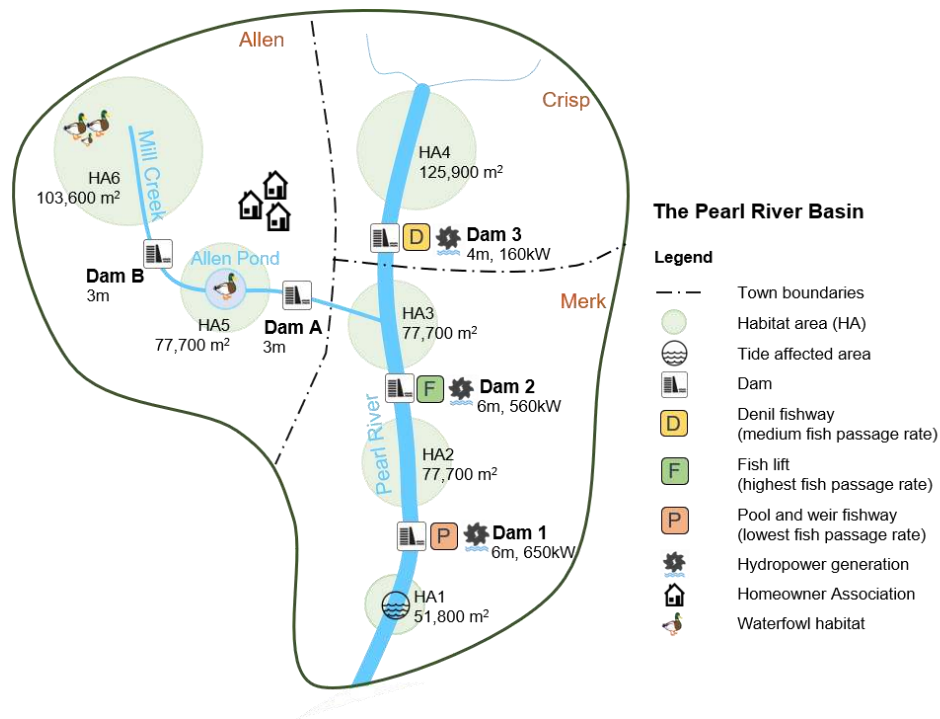 Allen
Crisp
Mill Creek
HA6
103,600 m²
HA4
125,900 m²
D
Dam 3
4m, 160kW
Dam B
3m
Allen Pond
HA5
77,700 m²
Dam A
3m
Merk
HA3
77,700 m²
F
Dam 2
6m, 560kW
Pearl River
HA2
77,700 m²
P
Dam 1
6m, 650kW
HA1
51,800 m²
The Pearl River Basin
Legend
Town boundaries
Habitat area (HA)
Tide affected area
Dam
D
Denil fishway
(medium fish passage rate)
F
Fish lift
(highest fish passage rate)
P
Pool and weir fishway
(lowest fish passage rate)
Hydropower generation
Homeowner Association
Waterfowl habitat